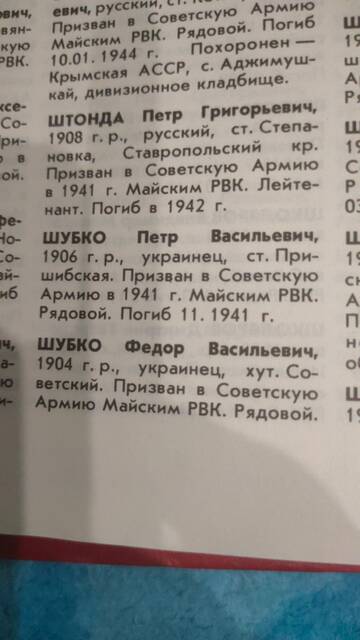 ович,
евич, русский, ст.
Призван в Советскую Армию
Майским РВК. Рядовой. Погиб
10.01. 1944 г. Похоронен —
Крымская АССР, с. Аджимуш-
кай, дивизионное кладбище.
ШТОНДА Петр Григорьевич,
1908 г. р., русский, ст. Степа-
новка, Ставропольский кр.
Призван в Советскую Армию
в 1941 г. Майским РВК. Лейте-
нант. Погиб в 1942 г.
ШУБКО Петр Васильевич,
1906 г. р., украинец, ст. При-
шибская. Призван в Советскую
Армию в 1941 г. Майским РВК.
Рядовой. Погиб 11. 1941 г.
ШУБКО Федор Васильевич,
1904 г. р., украинец, хут. Со-
ветский. Призван в Советскую
Армию Майским РВК. Рядовой.